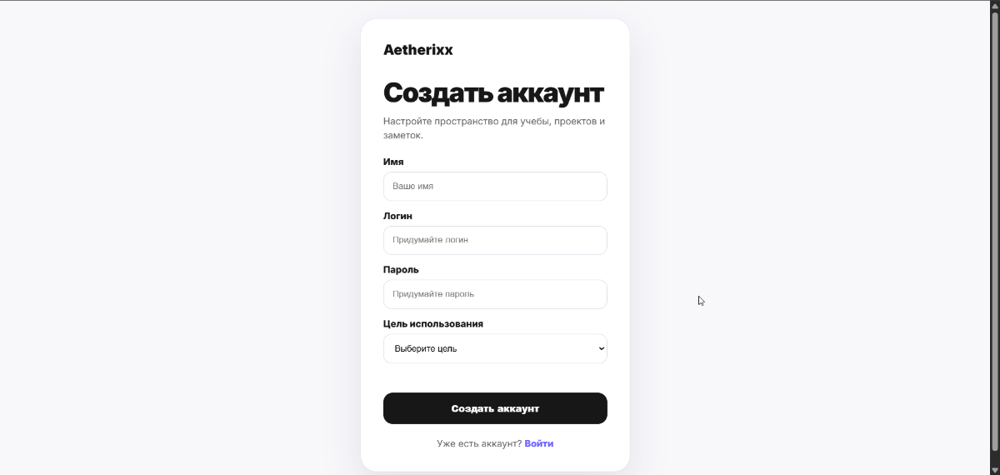 Aetherixx
Создать аккаунт
Настройте пространство для учебы, проектов и
заметок.
Имя
Ваше имя
Логин
Придумайте логин
Пароль
Придумайте пароль
Цель использования
Выберите цель
Создать аккаунт
Уже есть аккаунт? Войти